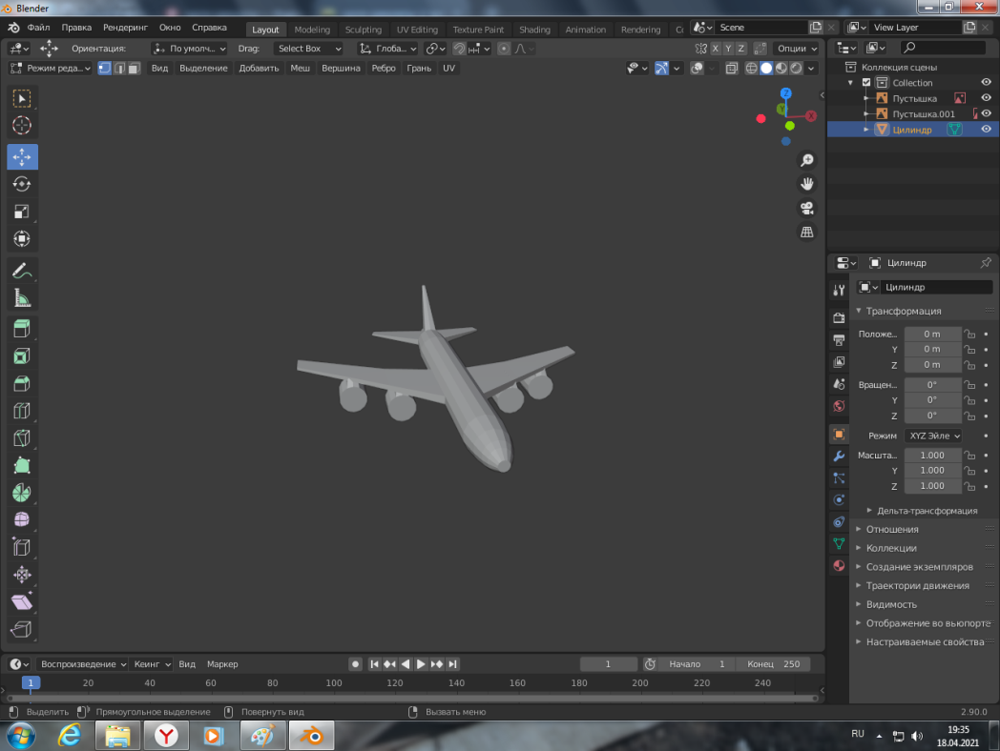 Blender
Файл Правка Рендеринг Окно Справка Layout Modeling Sculpting UV Editing Texture Paint Shading Animation Rendering Scene View Layer
Ориентация: По умолч... Drag: Select Box Глоба... X Y Z Опции
Режим реда... Вид Выделение Добавить Меш Вершина Ребро Грань UV
Коллекция сцены
Collection
Пустышка
Пустышка.001
Цилиндр
Z
Y
X
Цилиндр
Цилиндр
Трансформация
Положе... 0 m
Y 0 m
Z 0 m
Вращен... 0°
Y 0°
Z 0°
Режим XYZ Эйле
Масшта... 1.000
Y 1.000
Z 1.000
Дельта-трансформация
Отношения
Коллекции
Создание экземпляров
Траектории движения
Видимость
Отображение во вьюпорте
Настраиваемые свойства
Воспроизведение Кеинг Вид Маркер 1 Начало 1 Конец 250
1 20 40 60 80 100 120 140 160 180 200 220 240
Выделить Прямоугольное выделение Повернуть вид Вызвать меню 2.90.0
RU 19:35
18.04.2021